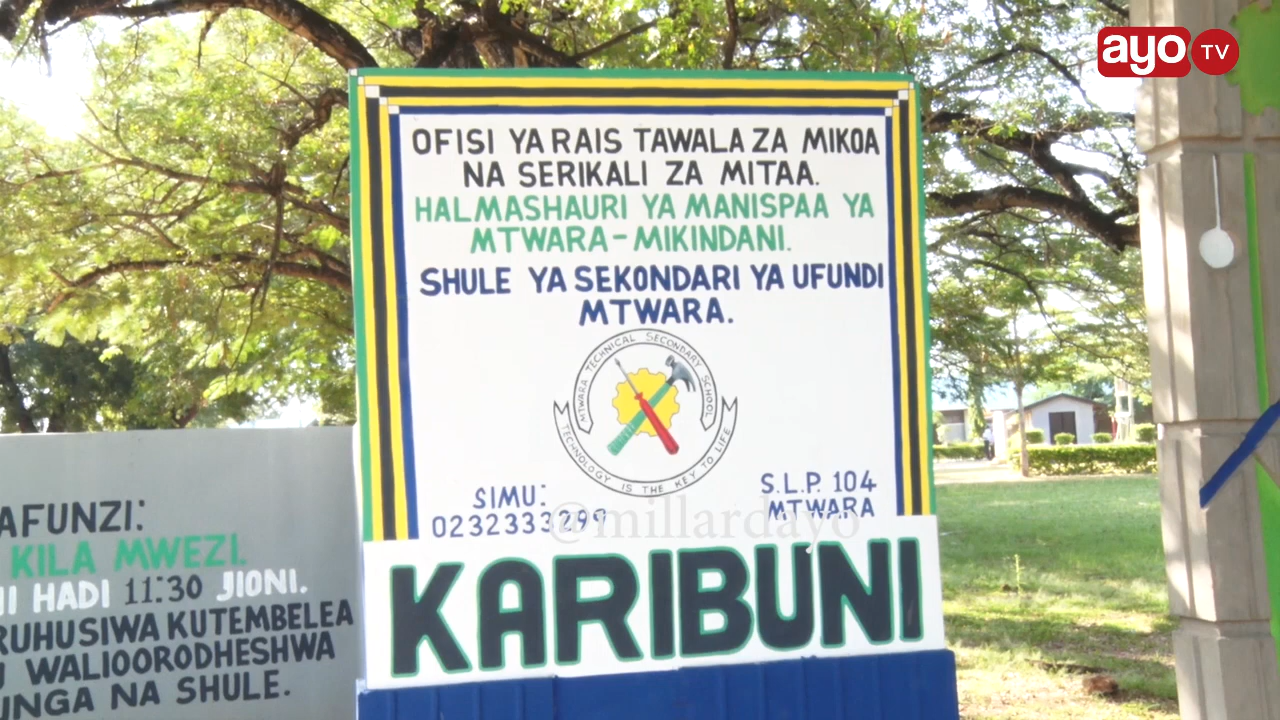 ayo TV
OFISI YA RAIS TAWALA ZA MIKOA
NA SERIKALI ZA MITAA.
HALMASHAURI YA MANISPAA YA
MTWARA-MIKINDANI.
SHULE YA SEKONDARI YA UFUNDI
MTWARA.
MTWARA TECHNICAL SECONDARY SCHOOL
TECHNOLOGY IS THE KEY TO LIFE
SIMU:
0232333299
S.L.P. 104
MTWARA
@millardayo
KARIBUNI
AFUNZI:
KILA MWEZI.
NI HADI 11:30 JIONI.
RUHUSIWA KUTEMBELEA
U WALIOORODHESHWA
UNGA NA SHULE.